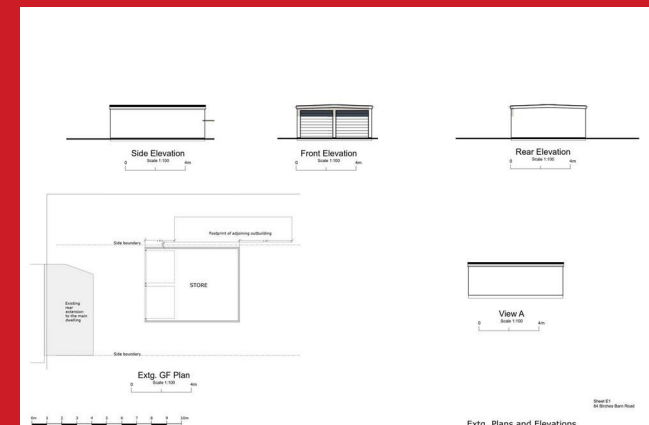 Side Elevation
Scale 1:100
0 4m
Front Elevation
Scale 1:100
0 4m
Rear Elevation
Scale 1:100
0 4m
Footprint of adjoining outbuilding
Side boundary
STORE
Existing
rear
extension
to the main
dwelling
View A
Scale 1:100
0 4m
Side boundary
Extg. GF Plan
Scale 1:100
0 4m
Sheet E1
84 Birches Barn Road
0m 1 2 3 4 5 6 7 8 9 10m
Extg. Plans and Elevations